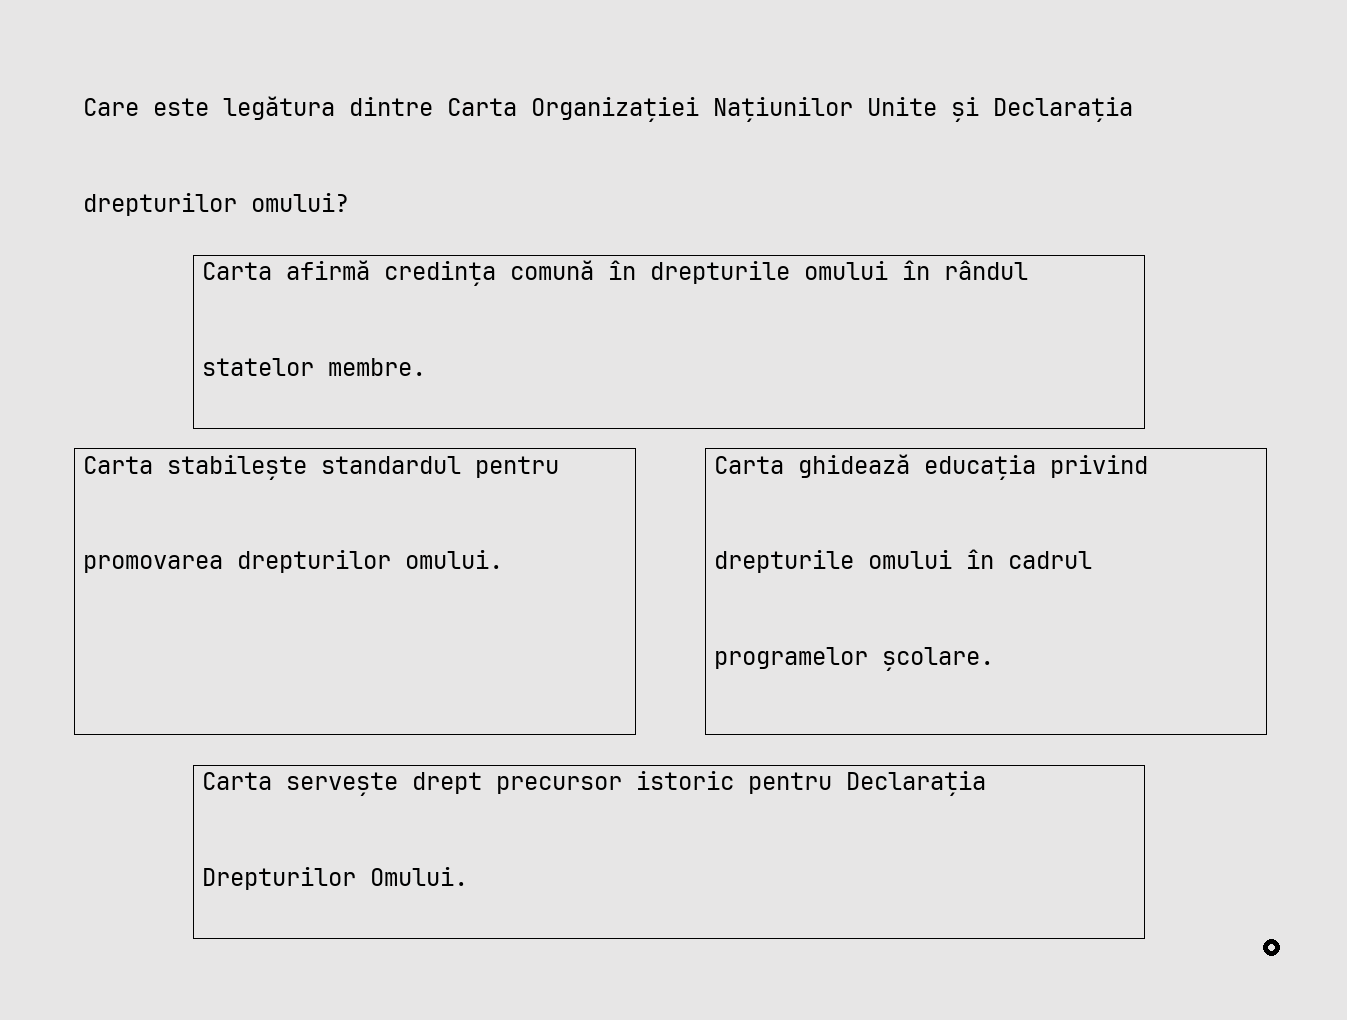 Care este legătura dintre Carta Organizației Națiunilor Unite și Declarația
drepturilor omului?
Carta afirmă credința comună în drepturile omului în rândul
statelor membre.
Carta stabilește standardul pentru
promovarea drepturilor omului.
Carta ghidează educația privind
drepturile omului în cadrul
programelor școlare.
Carta servește drept precursor istoric pentru Declarația
Drepturilor Omului.